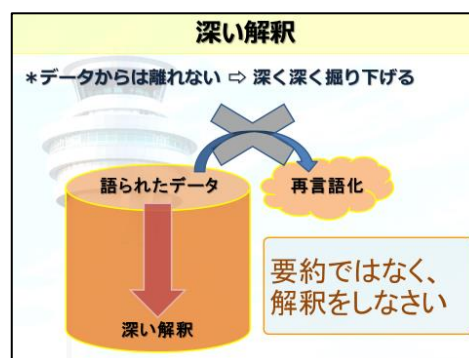 深い解釈
＊データからは離れない ⇨ 深く深く掘り下げる
語られたデータ
再言語化
要約ではなく、
解釈をしなさい
深い解釈